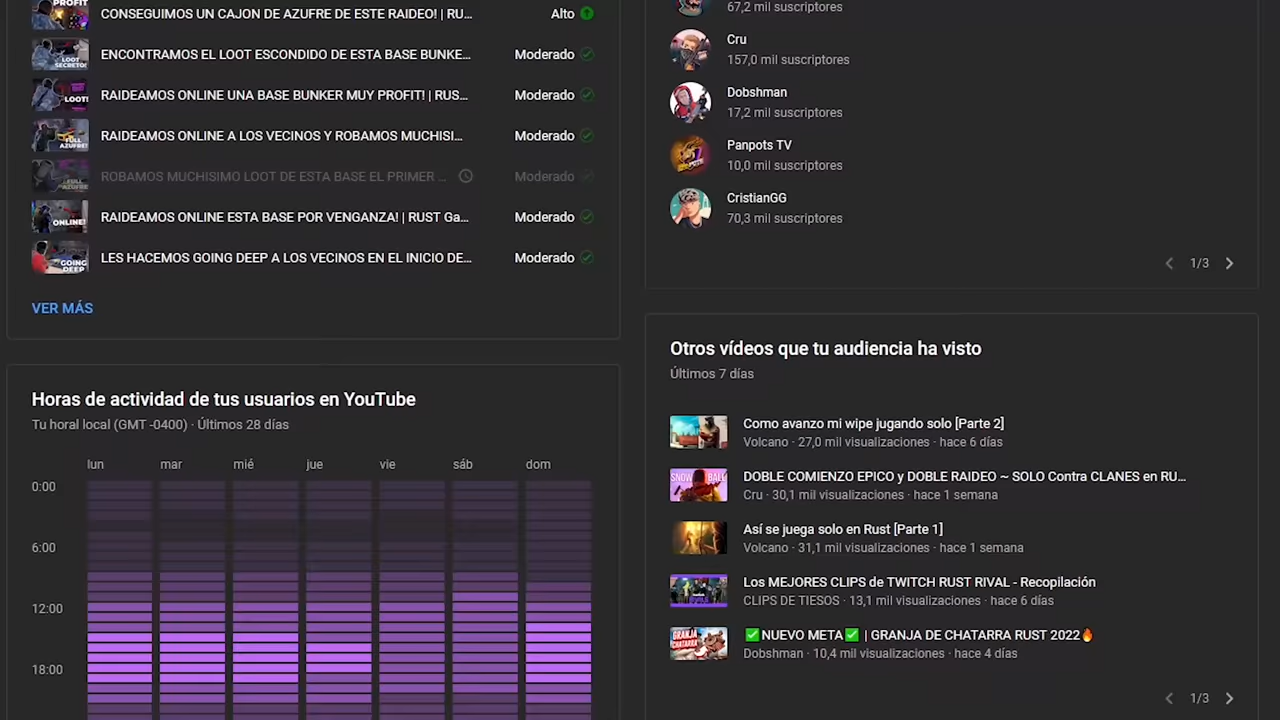 CONSEGUIMOS UN CAJON DE AZUFRE DE ESTE RAIDEO! | RU...
Alto
ENCONTRAMOS EL LOOT ESCONDIDO DE ESTA BASE BUNKE...
Moderado
RAIDEAMOS ONLINE UNA BASE BUNKER MUY PROFIT! | RUS...
Moderado
RAIDEAMOS ONLINE A LOS VECINOS Y ROBAMOS MUCHISI...
Moderado
ROBAMOS MUCHISIMO LOOT DE ESTA BASE EL PRIMER ...
Moderado
RAIDEAMOS ONLINE ESTA BASE POR VENGANZA! | RUST Ga...
Moderado
LES HACEMOS GOING DEEP A LOS VECINOS EN EL INICIO DE...
Moderado
VER MÁS
Horas de actividad de tus usuarios en YouTube
Tu horal local (GMT -0400) · Últimos 28 días
lun mar mié jue vie sáb dom
0:00
6:00
12:00
18:00
67,2 mil suscriptores
Cru
157,0 mil suscriptores
Dobshman
17,2 mil suscriptores
Panpots TV
10,0 mil suscriptores
CristianGG
70,3 mil suscriptores
1/3
Otros vídeos que tu audiencia ha visto
Últimos 7 días
Como avanzo mi wipe jugando solo [Parte 2]
Volcano · 27,0 mil visualizaciones · hace 6 días
DOBLE COMIENZO EPICO y DOBLE RAIDEO ~ SOLO Contra CLANES en RU...
Cru · 30,1 mil visualizaciones · hace 1 semana
Así se juega solo en Rust [Parte 1]
Volcano · 31,1 mil visualizaciones · hace 1 semana
Los MEJORES CLIPS de TWITCH RUST RIVAL - Recopilación
CLIPS DE TIESOS · 13,1 mil visualizaciones · hace 6 días
✅NUEVO META✅ | GRANJA DE CHATARRA RUST 2022🔥
Dobshman · 10,4 mil visualizaciones · hace 4 días
1/3